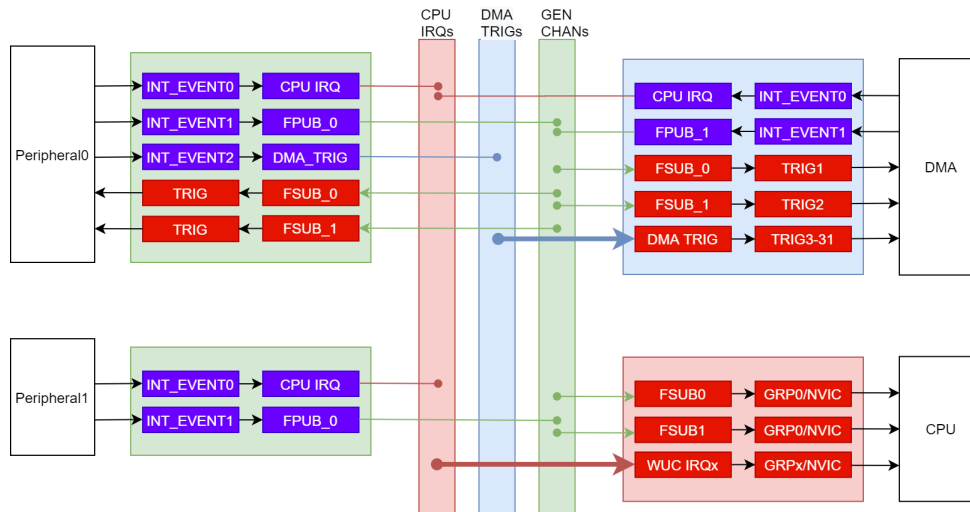 CPU IRQs
DMA TRIGs
GEN CHANs
Peripheral0
INT_EVENT0 CPU IRQ
INT_EVENT1 FPUB_0
INT_EVENT2 DMA_TRIG
TRIG FSUB_0
TRIG FSUB_1
CPU IRQ INT_EVENT0
FPUB_1 INT_EVENT1
FSUB_0 TRIG1
FSUB_1 TRIG2
DMA TRIG TRIG3-31
DMA
Peripheral1
INT_EVENT0 CPU IRQ
INT_EVENT1 FPUB_0
FSUB0 GRP0/NVIC
FSUB1 GRP0/NVIC
WUC IRQx GRPx/NVIC
CPU